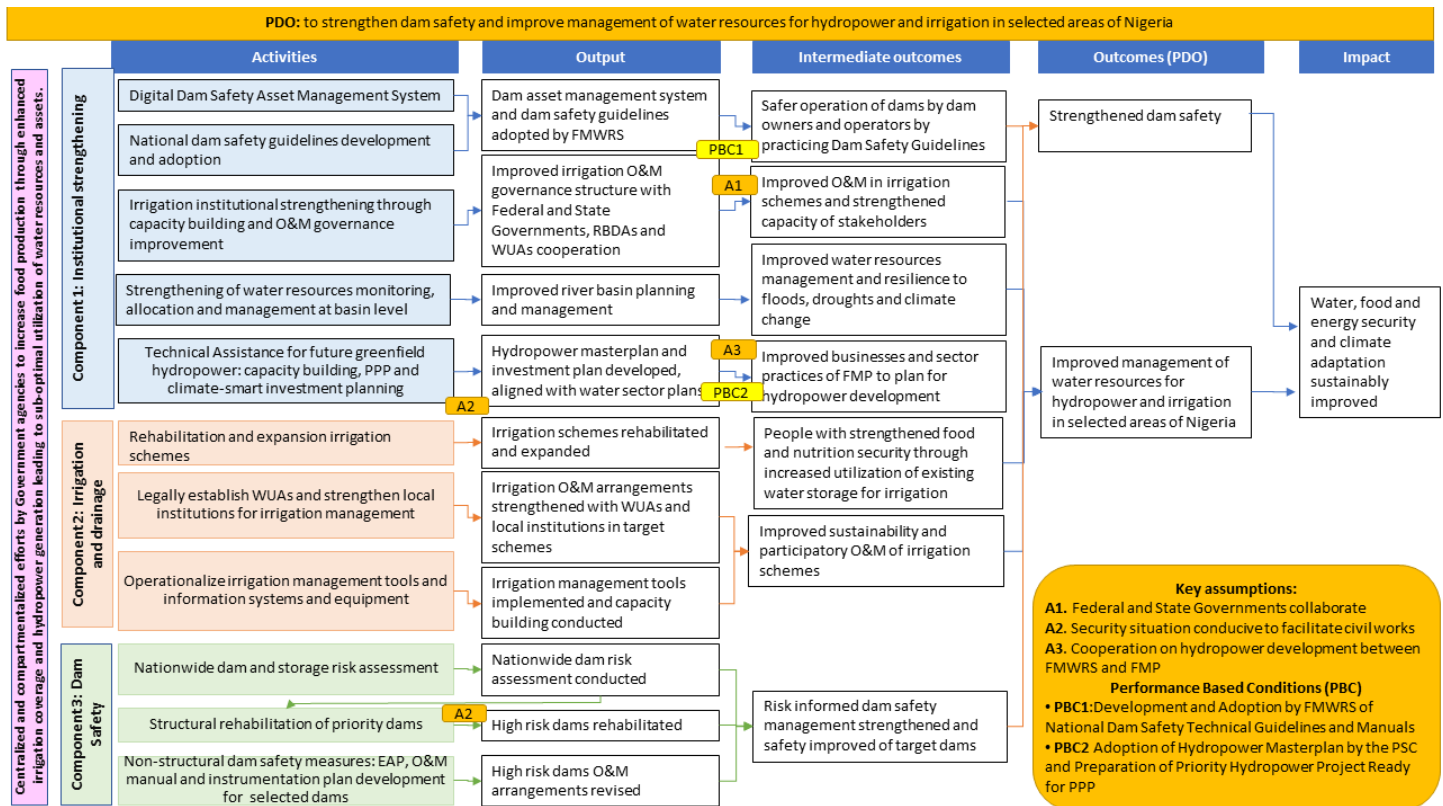 PDO: to strengthen dam safety and improve management of water resources for hydropower and irrigation in selected areas of Nigeria
Centralized and compartmentalized efforts by Government agencies to increase food production through enhanced
irrigation coverage and hydropower generation leading to sub-optimal utilization of water resources and assets.
Activities
Output
Intermediate outcomes
Outcomes (PDO)
Impact
Component 1: Institutional strengthening
Digital Dam Safety Asset Management System
National dam safety guidelines development
and adoption
Irrigation institutional strengthening through
capacity building and O&M governance
improvement
Strengthening of water resources monitoring,
allocation and management at basin level
Technical Assistance for future greenfield
hydropower: capacity building, PPP and
climate-smart investment planning
A2
Dam asset management system
and dam safety guidelines
adopted by FMWRS
Improved irrigation O&M
governance structure with
Federal and State
Governments, RBDAs and
WUAs cooperation
Improved river basin planning
and management
Hydropower masterplan and
investment plan developed,
aligned with water sector plans
PBC1
A1
A3
PBC2
Safer operation of dams by dam
owners and operators by
practicing Dam Safety Guidelines
Improved O&M in irrigation
schemes and strengthened
capacity of stakeholders
Improved water resources
management and resilience to
floods, droughts and climate
change
Improved businesses and sector
practices of FMP to plan for
hydropower development
Component 2: Irrigation
and drainage
Rehabilitation and expansion irrigation
schemes
Legally establish WUAs and strengthen local
institutions for irrigation management
Operationalize irrigation management tools and
information systems and equipment
Irrigation schemes rehabilitated
and expanded
Irrigation O&M arrangements
strengthened with WUAs and
local institutions in target
schemes
Irrigation management tools
implemented and capacity
building conducted
People with strengthened food
and nutrition security through
increased utilization of existing
water storage for irrigation
Improved sustainability and
participatory O&M of irrigation
schemes
Component 3: Dam
Safety
Nationwide dam and storage risk assessment
Structural rehabilitation of priority dams
Non-structural dam safety measures: EAP, O&M
manual and instrumentation plan development
for selected dams
A2
Nationwide dam risk
assessment conducted
High risk dams rehabilitated
High risk dams O&M
arrangements revised
Risk informed dam safety
management strengthened and
safety improved of target dams
Strengthened dam safety
Improved management of
water resources for
hydropower and irrigation
in selected areas of Nigeria
Water, food and
energy security
and climate
adaptation
sustainably
improved
Key assumptions:
A1. Federal and State Governments collaborate
A2. Security situation conducive to facilitate civil works
A3. Cooperation on hydropower development between
FMWRS and FMP
Performance Based Conditions (PBC)
• PBC1:Development and Adoption by FMWRS of
National Dam Safety Technical Guidelines and Manuals
• PBC2 Adoption of Hydropower Masterplan by the PSC
and Preparation of Priority Hydropower Project Ready
for PPP